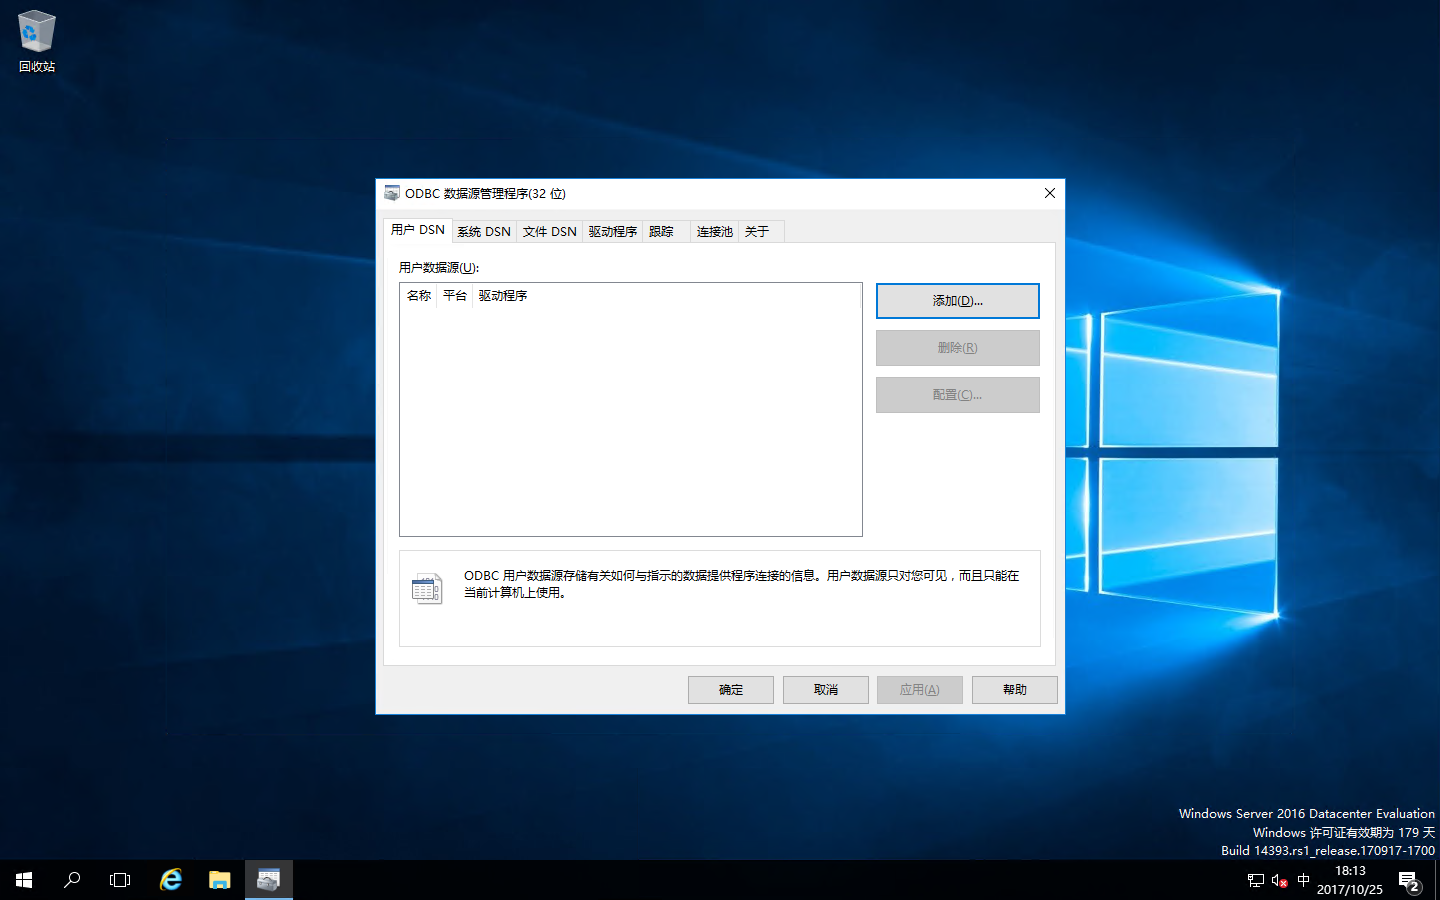 回收站
ODBC 数据源管理程序(32 位)
用户 DSN 系统 DSN 文件 DSN 驱动程序 跟踪 连接池 关于
用户数据源(U):
名称 平台 驱动程序
添加(D)...
删除(R)
配置(C)...
ODBC 用户数据源存储有关如何与指示的数据提供程序连接的信息。用户数据源只对您可见，而且只能在
当前计算机上使用。
确定 取消 应用(A) 帮助
Windows Server 2016 Datacenter Evaluation
Windows 许可证有效期为 179 天
Build 14393.rs1_release.170917-1700
中
18:13
2017/10/25
2